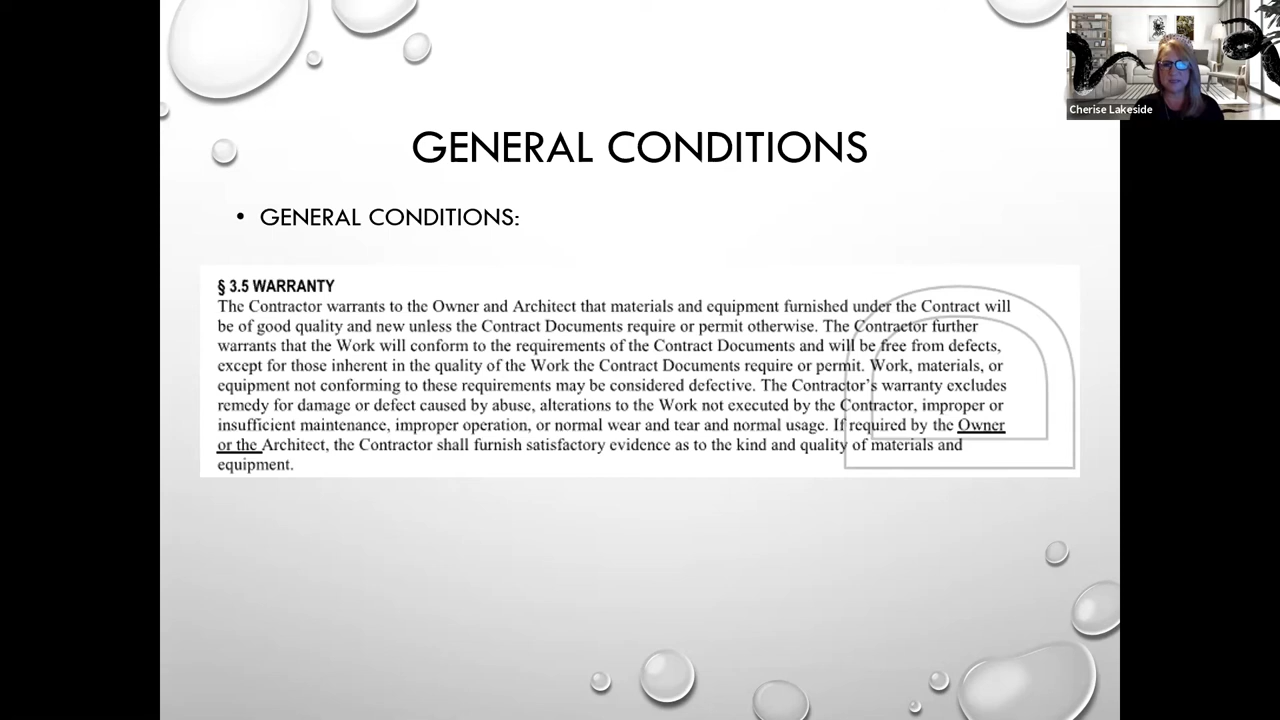 Cherise Lakeside
GENERAL CONDITIONS
• GENERAL CONDITIONS:
§ 3.5 WARRANTY
The Contractor warrants to the Owner and Architect that materials and equipment furnished under the Contract will
be of good quality and new unless the Contract Documents require or permit otherwise. The Contractor further
warrants that the Work will conform to the requirements of the Contract Documents and will be free from defects,
except for those inherent in the quality of the Work the Contract Documents require or permit. Work, materials, or
equipment not conforming to these requirements may be considered defective. The Contractor's warranty excludes
remedy for damage or defect caused by abuse, alterations to the Work not executed by the Contractor, improper or
insufficient maintenance, improper operation, or normal wear and tear and normal usage. If required by the Owner
or the Architect, the Contractor shall furnish satisfactory evidence as to the kind and quality of materials and
equipment.